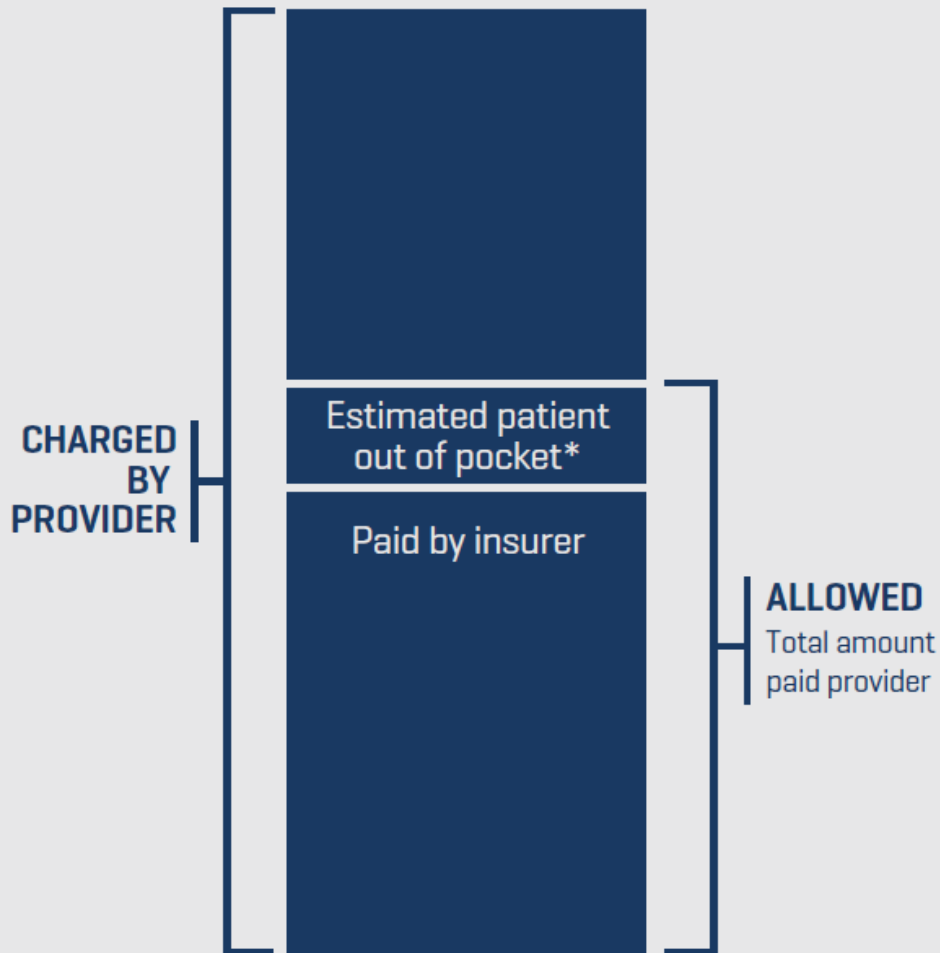 Estimated patient
out of pocket*
CHARGED
BY
PROVIDER
Paid by insurer
ALLOWED
Total amount
paid provider